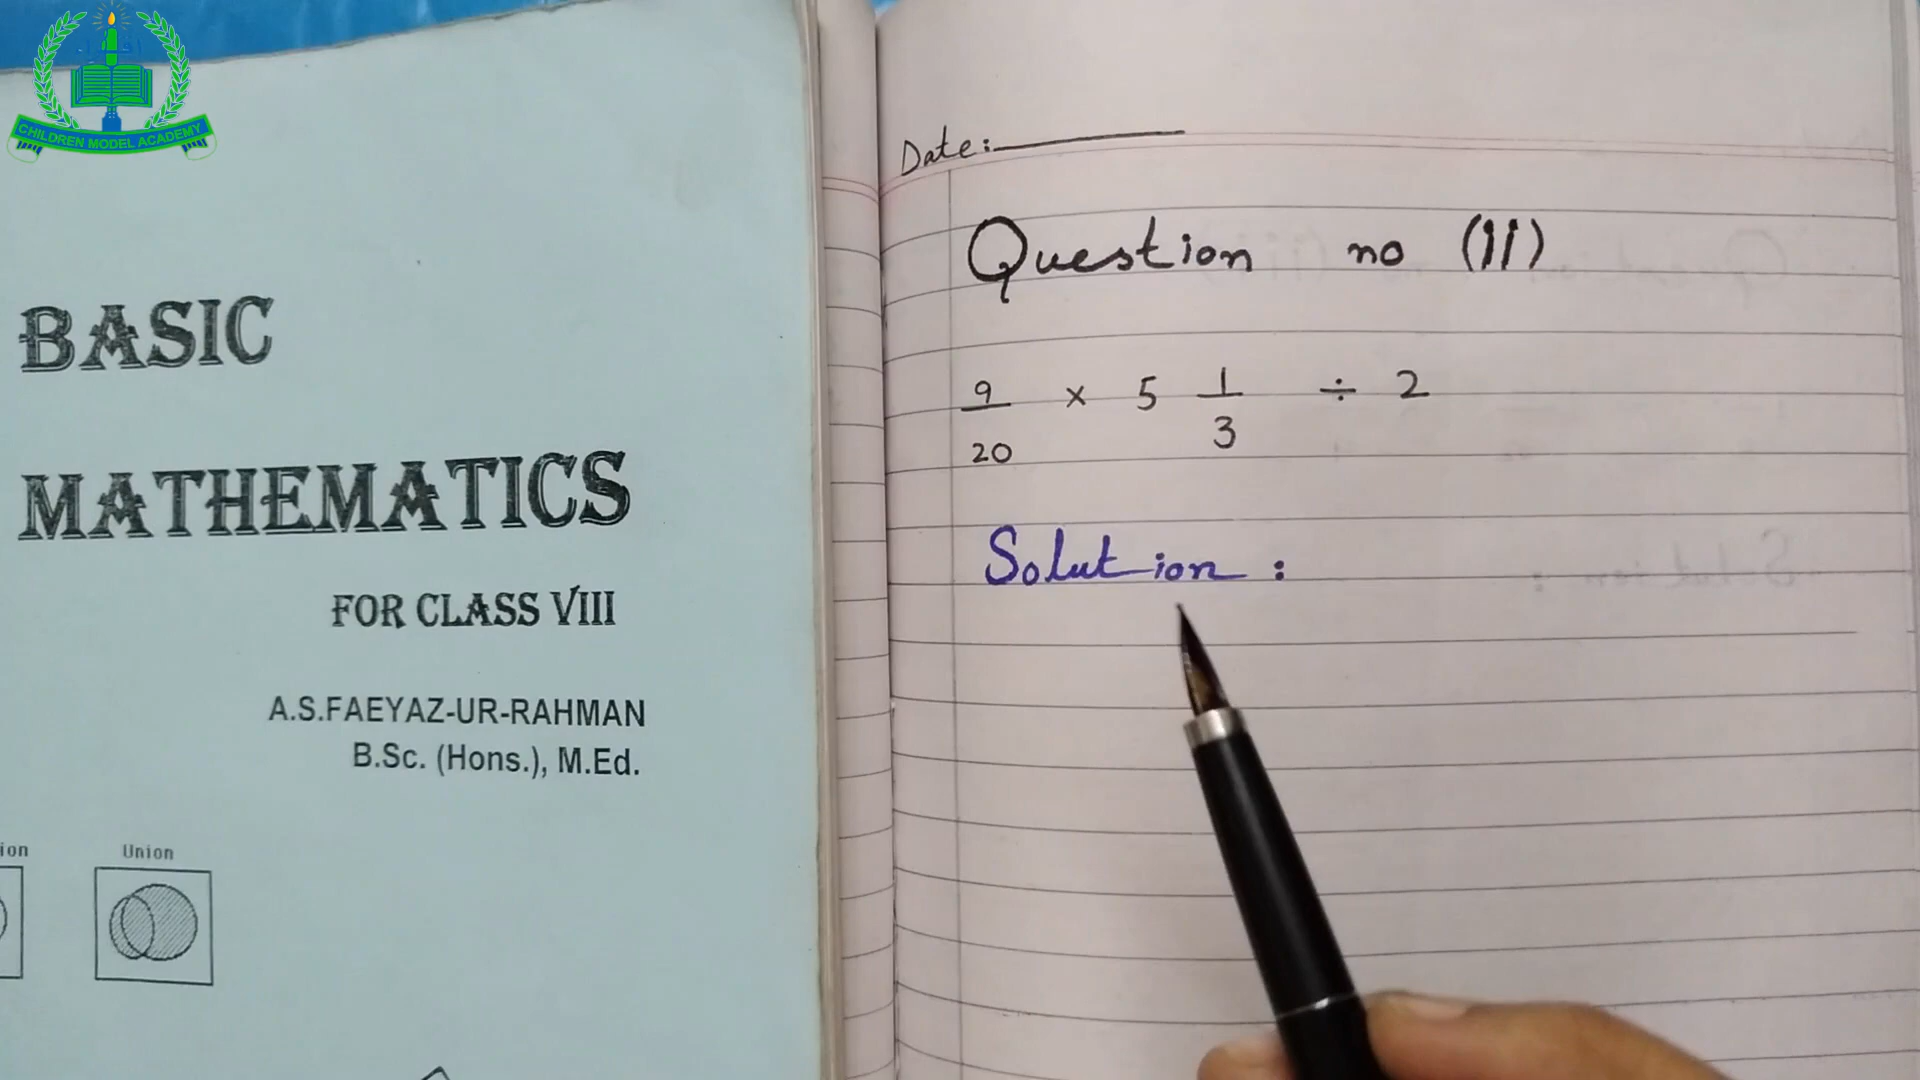 CHILDREN MODEL ACADEMY
BASIC
MATHEMATICS
FOR CLASS VIII
A.S.FAEYAZ-UR-RAHMAN
B.Sc. (Hons.), M.Ed.
ion
Union
Date:
Question no (ii)
9/20 × 5 1/3 ÷ 2
Solution :